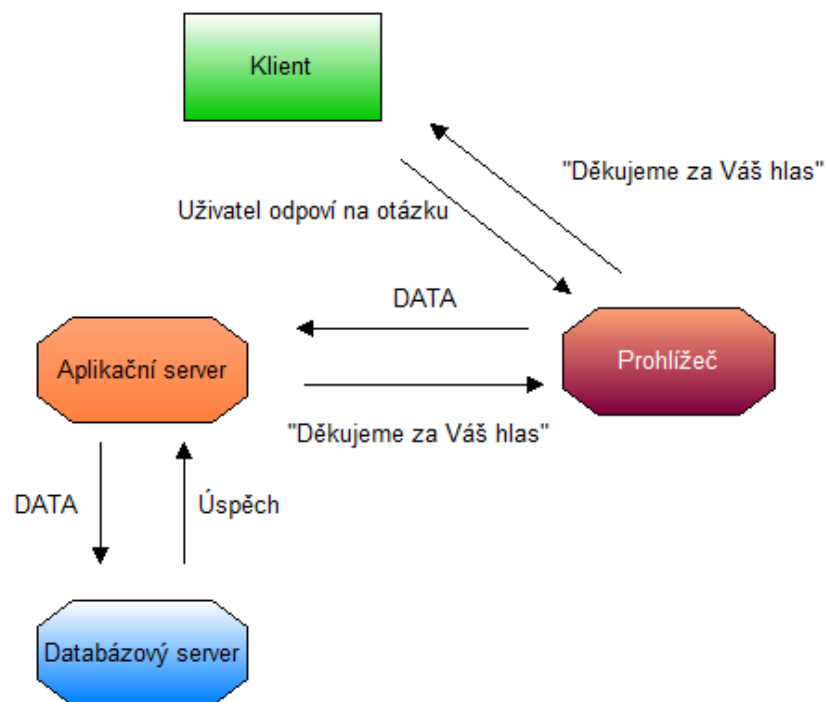 Klient
"Děkujeme za Váš hlas"
Uživatel odpoví na otázku
DATA
Aplikační server
Prohlížeč
"Děkujeme za Váš hlas"
DATA
Úspěch
Databázový server